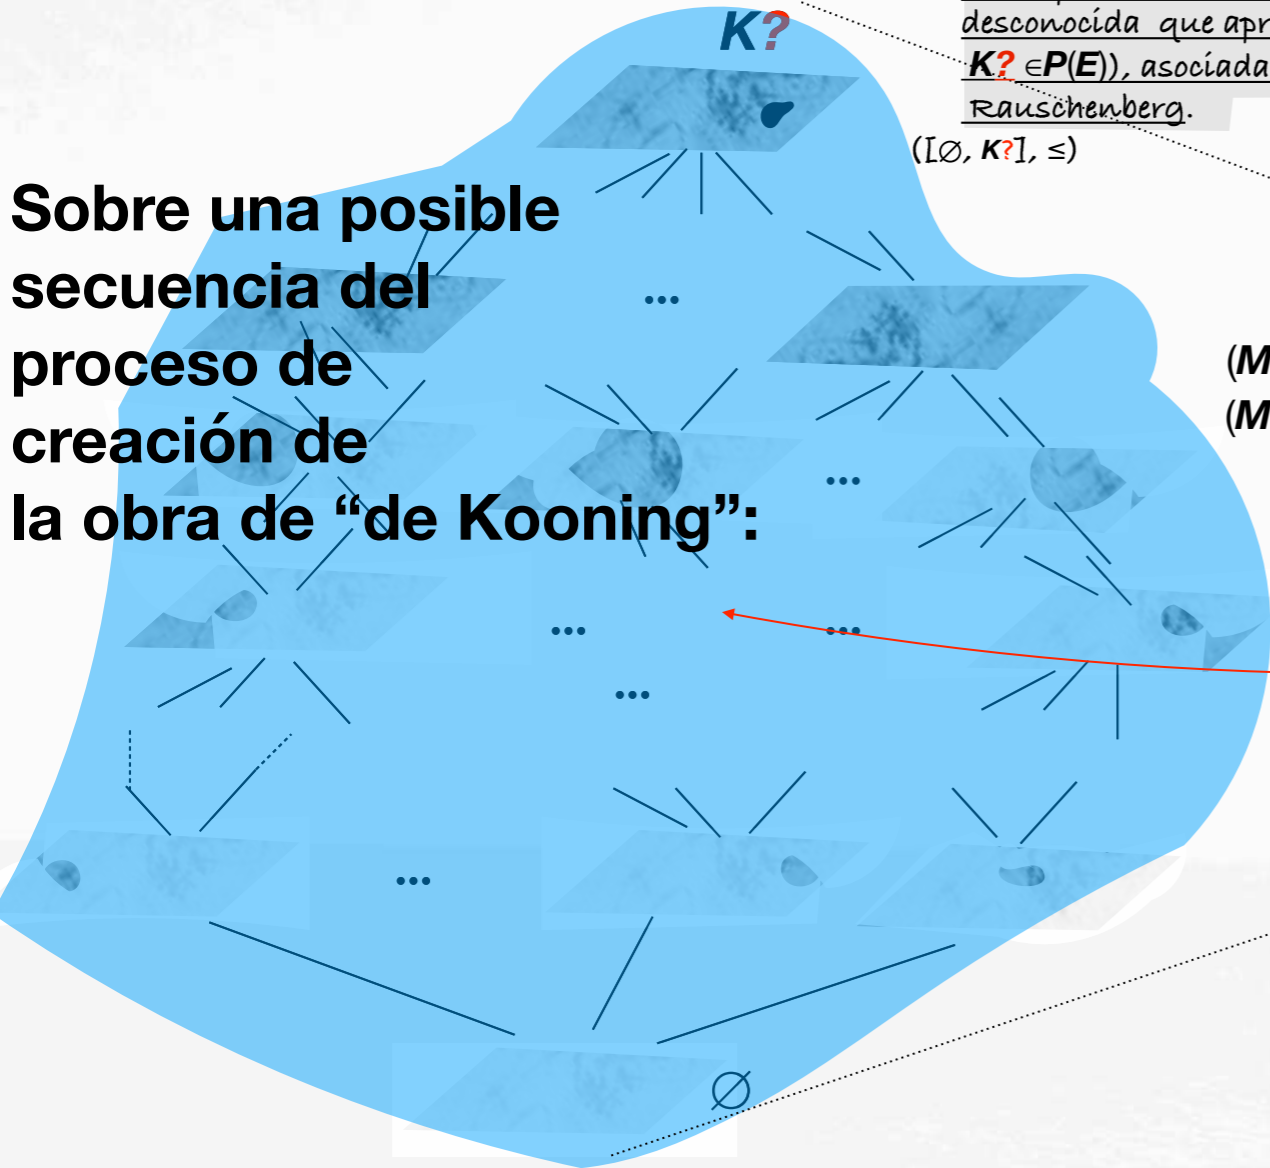 K?
desconocida que apr
K? ∈P(E)), asociada
Rauschenberg.
([∅, K?], ≤)
Sobre una posible
secuencia del
proceso de
creación de
la obra de “de Kooning”:
...
(M
(M
...
...
...
...
...
∅